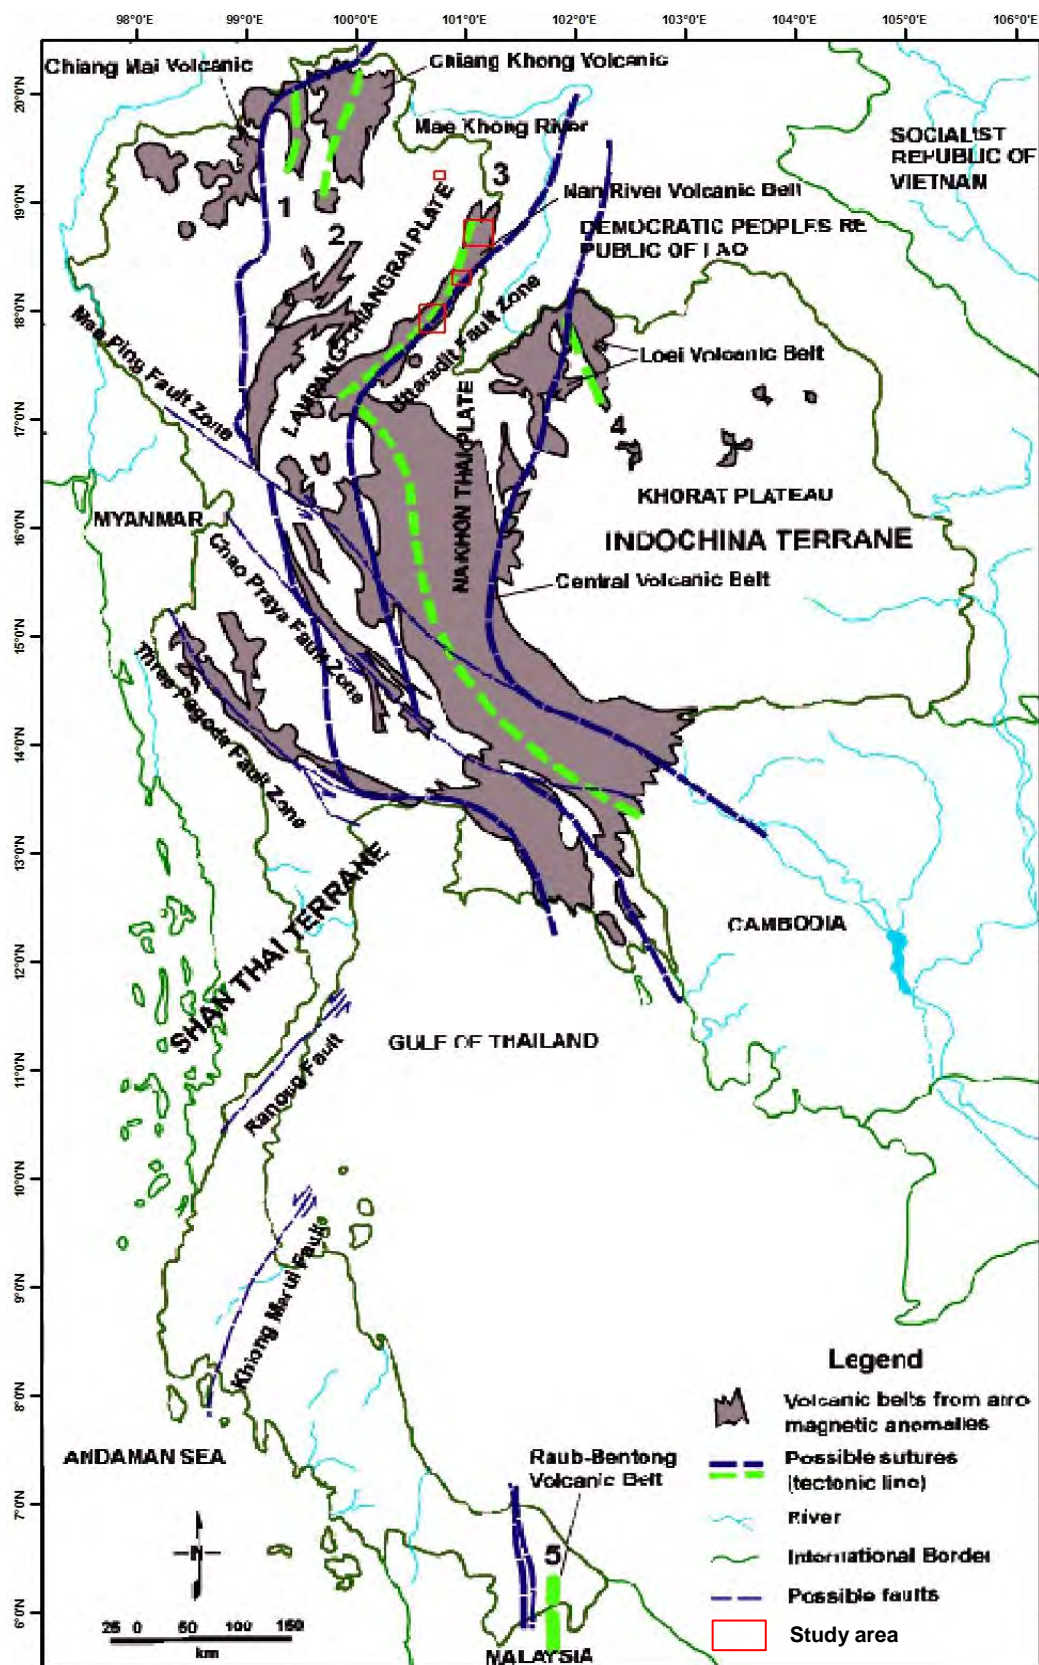 98°0'E 99°0'E 100°0'E 101°0'E 102°0'E 103°0'E 104°0'E 105°0'E 106°0'E
Chiang Mai Volcanic
Chiang Khong Volcanic
20°0'N
Mae Khong River
SOCIALIST
REPUBLIC OF
VIETNAM
3
Nan River Volcanic Belt
19°0'N
1
2
DEMOCRATIC PEOPLES RE
PUBLIC OF LAO
LAMPANG-CHIANGRAI PLATE
18°0'N
Mae Ping Fault Zone
Uttaradit Fault Zone
Loei Volcanic Belt
NAKHON THAI PLATE
17°0'N
4
KHORAT PLATEAU
MYANMAR
16°0'N
INDOCHINA TERRANE
Chao Praya Fault Zone
Central Volcanic Belt
15°0'N
Three Pagoda Fault Zone
14°0'N
13°0'N
SHAN THAI TERRANE
CAMBODIA
12°0'N
GULF OF THAILAND
11°0'N
Ranong Fault
10°0'N
9°0'N
Khlong Marui Fault
8°0'N
Legend
Volcanic belts from aero
magnetic anomalies
ANDAMAN SEA
Raub-Bentong
Volcanic Belt
Possible sutures
(tectonic line)
7°0'N
River
N
5
International Border
Possible faults
6°0'N
25 0 50 100 150
km
Study area
MALAYSIA